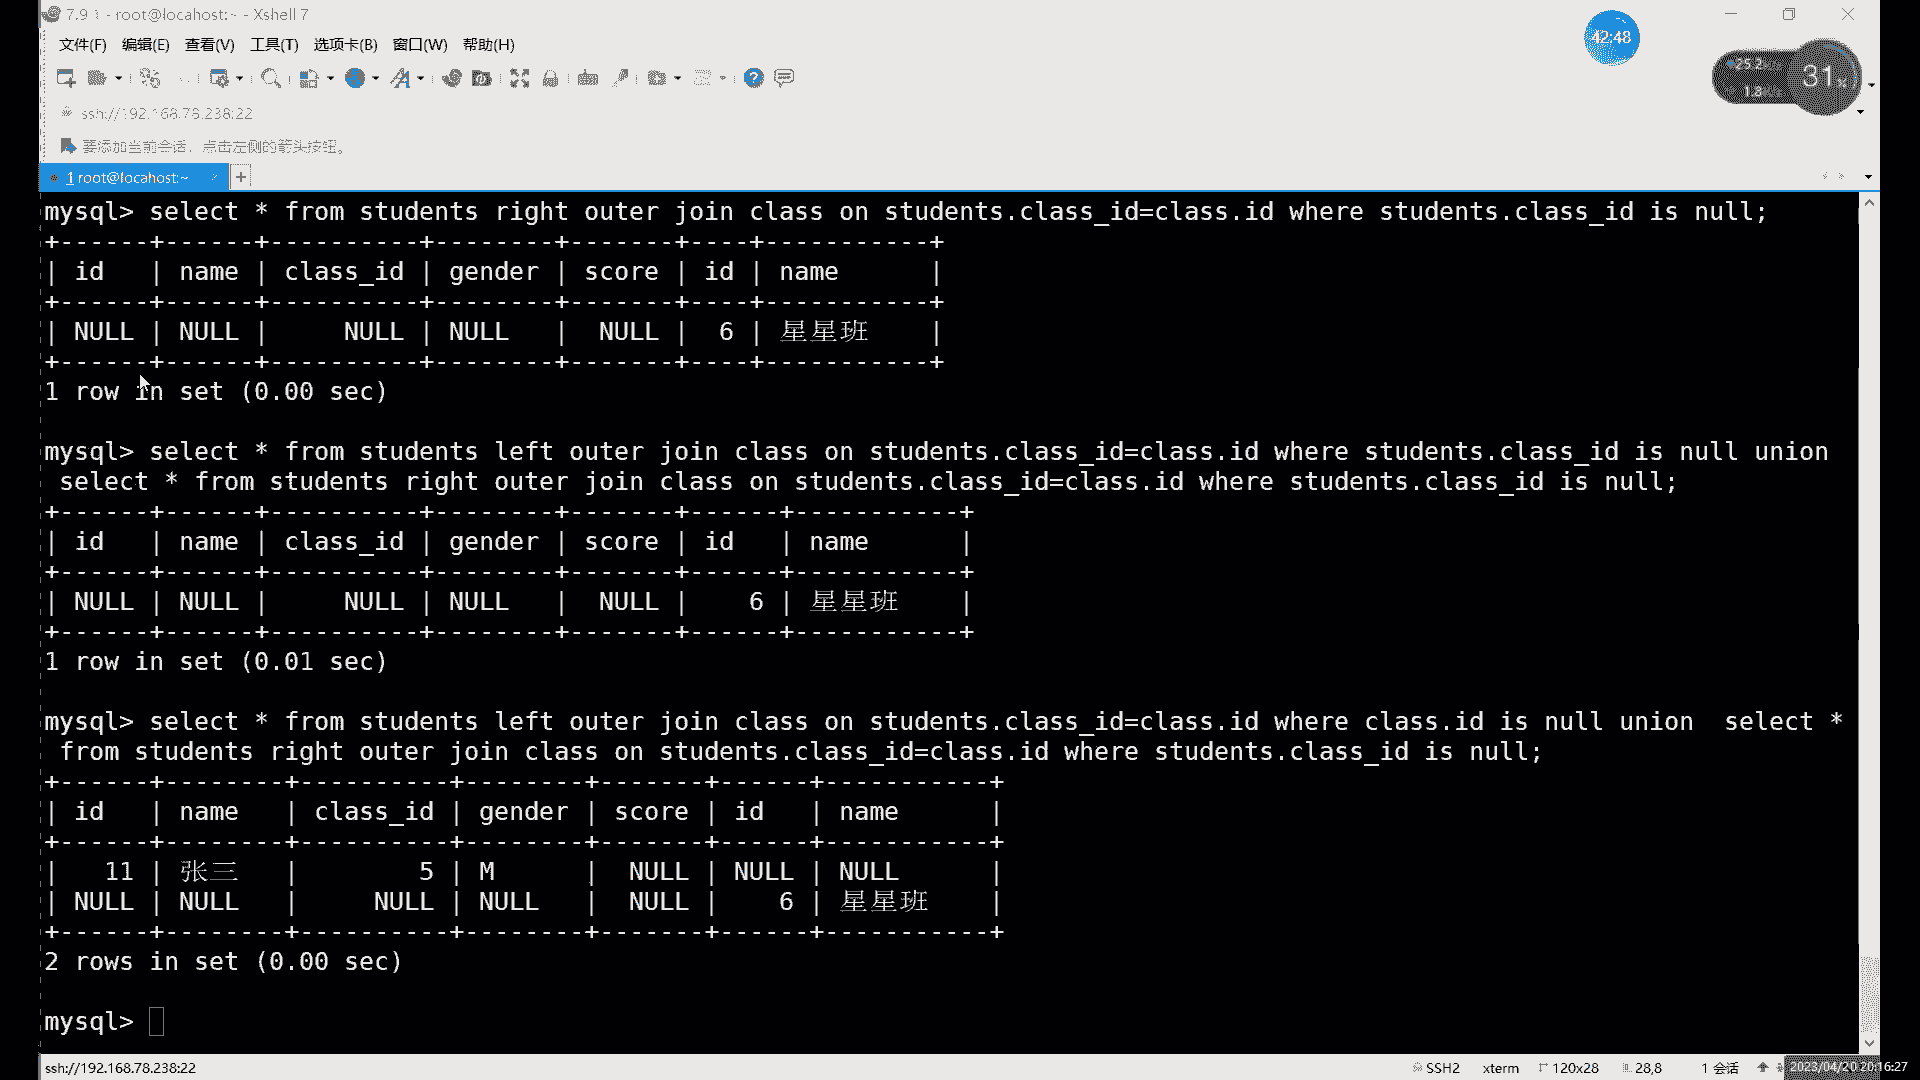 7.9 1 - root@locahost:~ - Xshell 7
文件(F) 编辑(E) 查看(V) 工具(T) 选项卡(B) 窗口(W) 帮助(H)
42:48
25.2
1.8
31%
ssh://192.168.78.238:22
要添加当前会话，点击左侧的箭头按钮。
1 root@locahost:~
mysql> select * from students right outer join class on students.class_id=class.id where students.class_id is null;
+------+------+----------+--------+-------+----+-----------+
| id   | name | class_id | gender | score | id | name      |
+------+------+----------+--------+-------+----+-----------+
| NULL | NULL |     NULL | NULL   |  NULL |  6 | 星星班    |
+------+------+----------+--------+-------+----+-----------+
1 row in set (0.00 sec)
mysql> select * from students left outer join class on students.class_id=class.id where students.class_id is null union
 select * from students right outer join class on students.class_id=class.id where students.class_id is null;
+------+------+----------+--------+-------+------+-----------+
| id   | name | class_id | gender | score | id   | name      |
+------+------+----------+--------+-------+------+-----------+
| NULL | NULL |     NULL | NULL   |  NULL |    6 | 星星班    |
+------+------+----------+--------+-------+------+-----------+
1 row in set (0.01 sec)
mysql> select * from students left outer join class on students.class_id=class.id where class.id is null union  select *
 from students right outer join class on students.class_id=class.id where students.class_id is null;
+------+--------+----------+--------+-------+------+-----------+
| id   | name   | class_id | gender | score | id   | name      |
+------+--------+----------+--------+-------+------+-----------+
|   11 | 张三   |        5 | M      |  NULL | NULL | NULL      |
| NULL | NULL   |     NULL | NULL   |  NULL |    6 | 星星班    |
+------+--------+----------+--------+-------+------+-----------+
2 rows in set (0.00 sec)
mysql>
ssh://192.168.78.238:22 SSH2 xterm 120x28 28,8 1 会话 2023/04/20 20:16:27